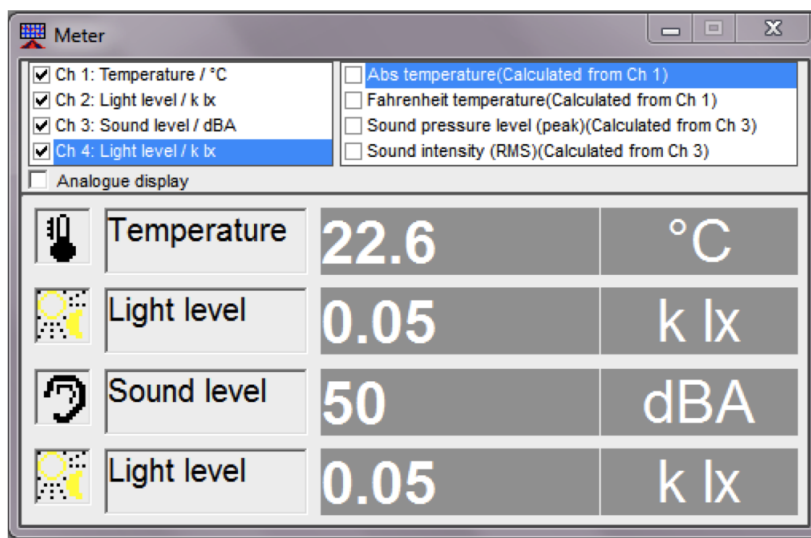 Meter
Ch 1: Temperature / °C
Ch 2: Light level / k lx
Ch 3: Sound level / dBA
Ch 4: Light level / k lx
Abs temperature(Calculated from Ch 1)
Fahrenheit temperature(Calculated from Ch 1)
Sound pressure level (peak)(Calculated from Ch 3)
Sound intensity (RMS)(Calculated from Ch 3)
Analogue display
Temperature 22.6 °C
Light level 0.05 k lx
Sound level 50 dBA
Light level 0.05 k lx